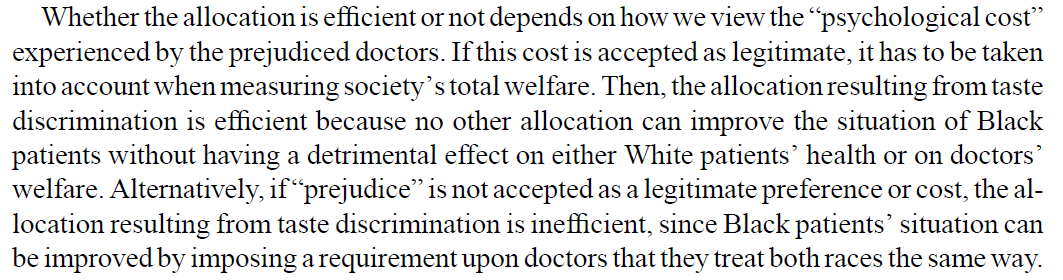 Whether the allocation is efficient or not depends on how we view the “psychological cost”
experienced by the prejudiced doctors. If this cost is accepted as legitimate, it has to be taken
into account when measuring society’s total welfare. Then, the allocation resulting from taste
discrimination is efficient because no other allocation can improve the situation of Black
patients without having a detrimental effect on either White patients’ health or on doctors’
welfare. Alternatively, if “prejudice” is not accepted as a legitimate preference or cost, the al-
location resulting from taste discrimination is inefficient, since Black patients’ situation can
be improved by imposing a requirement upon doctors that they treat both races the same way.